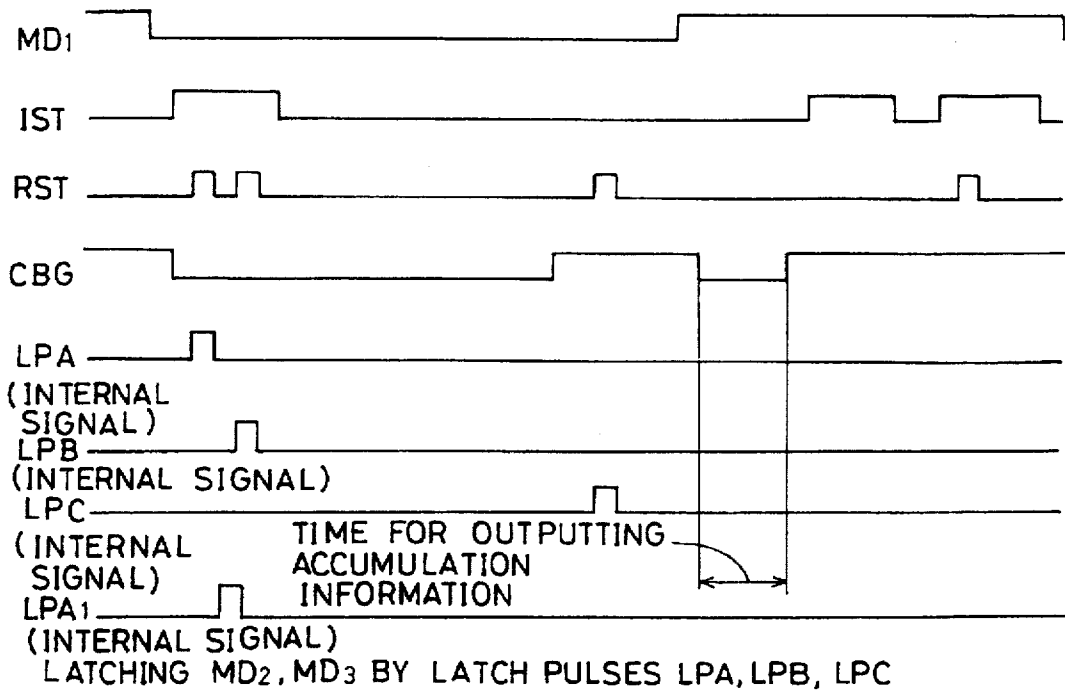 MD1
IST
RST
CBG
LPA
(INTERNAL
SIGNAL)
LPB
(INTERNAL SIGNAL)
LPC
(INTERNAL
SIGNAL)
TIME FOR OUTPUTTING
ACCUMULATION
INFORMATION
LPA1
(INTERNAL SIGNAL)
LATCHING MD2, MD3 BY LATCH PULSES LPA, LPB, LPC